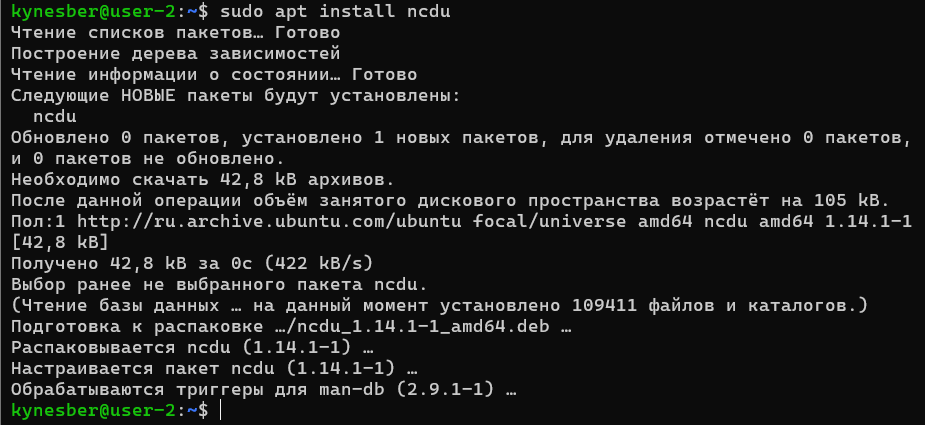 kynesber@user-2:~$ sudo apt install ncdu
Чтение списков пакетов… Готово
Построение дерева зависимостей
Чтение информации о состоянии… Готово
Следующие НОВЫЕ пакеты будут установлены:
  ncdu
Обновлено 0 пакетов, установлено 1 новых пакетов, для удаления отмечено 0 пакетов,
и 0 пакетов не обновлено.
Необходимо скачать 42,8 kB архивов.
После данной операции объём занятого дискового пространства возрастёт на 105 kB.
Пол:1 http://ru.archive.ubuntu.com/ubuntu focal/universe amd64 ncdu amd64 1.14.1-1
[42,8 kB]
Получено 42,8 kB за 0с (422 kB/s)
Выбор ранее не выбранного пакета ncdu.
(Чтение базы данных … на данный момент установлено 109411 файлов и каталогов.)
Подготовка к распаковке …/ncdu_1.14.1-1_amd64.deb …
Распаковывается ncdu (1.14.1-1) …
Настраивается пакет ncdu (1.14.1-1) …
Обрабатываются триггеры для man-db (2.9.1-1) …
kynesber@user-2:~$